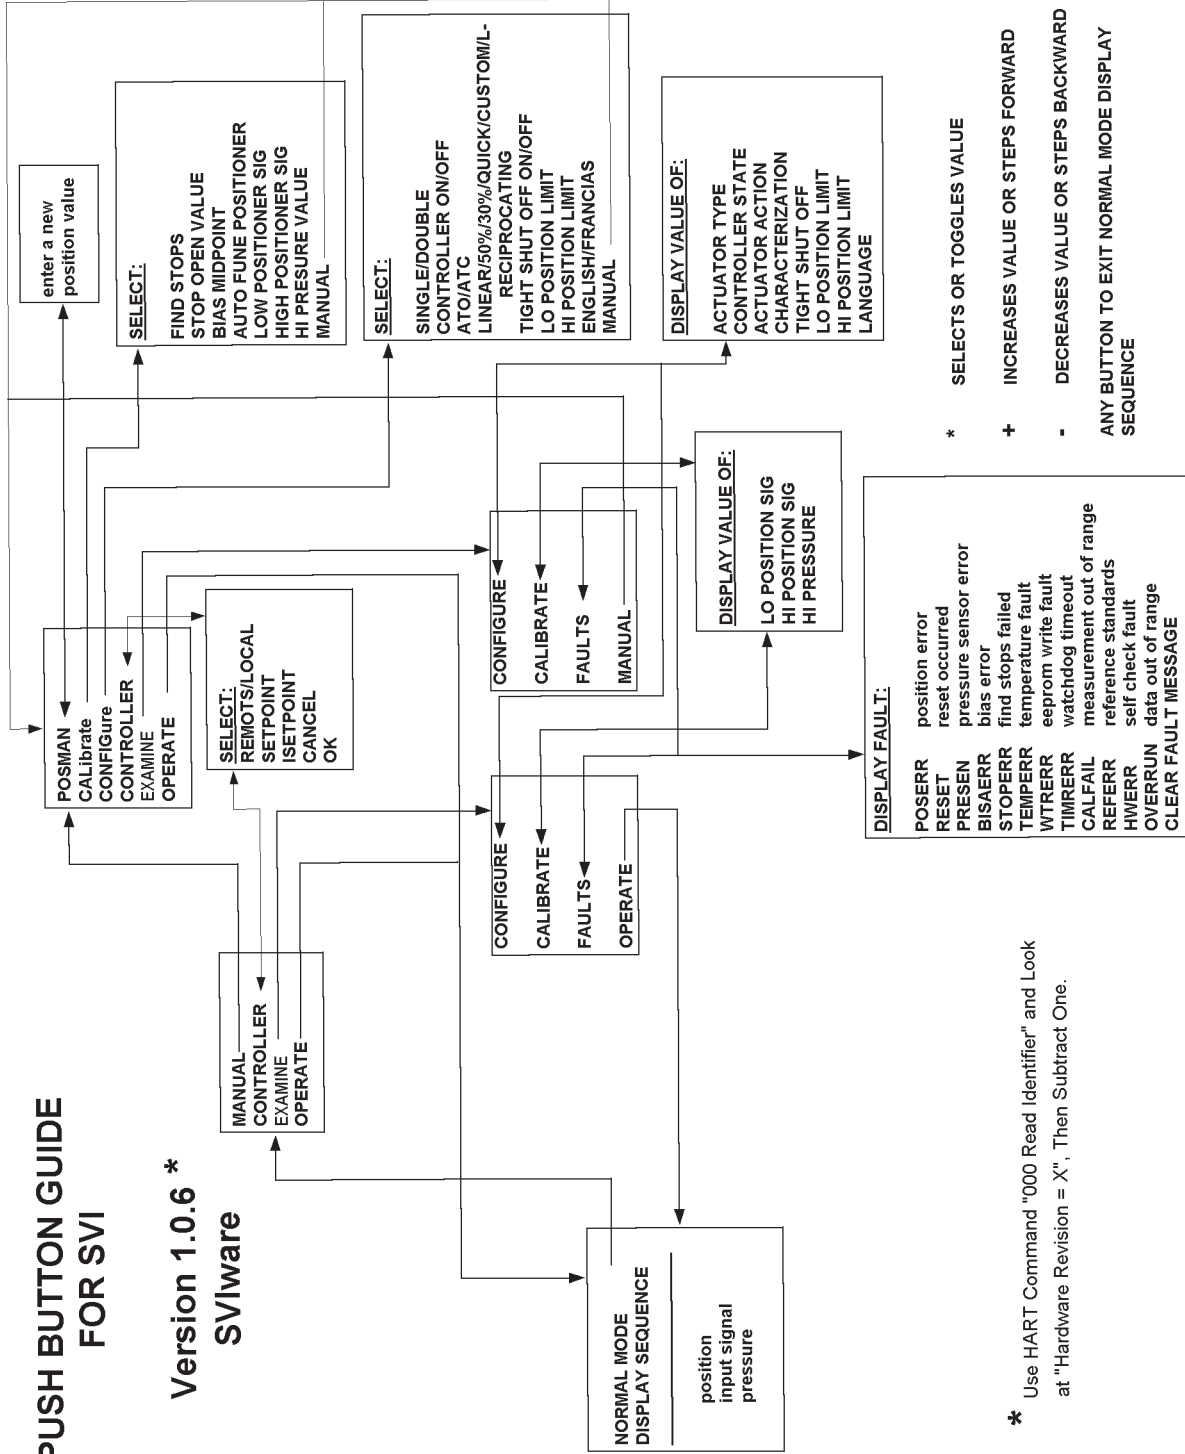 PUSH BUTTON GUIDE
FOR SVI
Version 1.0.6 *
SVIware
NORMAL MODE
DISPLAY SEQUENCE
position
input signal
pressure
MANUAL
CONTROLLER
EXAMINE
OPERATE
POSMAN
CALibrate
CONFIGure
CONTROLLER
EXAMINE
OPERATE
enter a new
position value
SELECT:
REMOTS/LOCAL
SETPOINT
ISETPOINT
CANCEL
OK
SELECT:
FIND STOPS
STOP OPEN VALUE
BIAS MIDPOINT
AUTO FUNE POSITIONER
LOW POSITIONER SIG
HIGH POSITIONER SIG
HI PRESSURE VALUE
MANUAL
SELECT:
SINGLE/DOUBLE
CONTROLLER ON/OFF
ATO/ATC
LINEAR/50%/30%/QUICK/CUSTOM/L-
RECIPROCATING
TIGHT SHUT OFF ON/OFF
LO POSITION LIMIT
HI POSITION LIMIT
ENGLISH/FRANCIAS
MANUAL
CONFIGURE
CALIBRATE
FAULTS
OPERATE
CONFIGURE
CALIBRATE
FAULTS
MANUAL
DISPLAY VALUE OF:
ACTUATOR TYPE
CONTROLLER STATE
ACTUATOR ACTION
CHARACTERIZATION
TIGHT SHUT OFF
LO POSITION LIMIT
HI POSITION LIMIT
LANGUAGE
DISPLAY VALUE OF:
LO POSITION SIG
HI POSITION SIG
HI PRESSURE
DISPLAY FAULT:
POSERR position error
RESET reset occurred
PRESEN pressure sensor error
BISAERR bias error
STOPERR find stops failed
TEMPERR temperature fault
WTRERR eeprom write fault
TIMRERR watchdog timeout
CALFAIL measurement out of range
REFERR reference standards
HWERR self check fault
OVERRUN data out of range
CLEAR FAULT MESSAGE
* SELECTS OR TOGGLES VALUE
+ INCREASES VALUE OR STEPS FORWARD
- DECREASES VALUE OR STEPS BACKWARD
ANY BUTTON TO EXIT NORMAL MODE DISPLAY
SEQUENCE
* Use HART Command "000 Read Identifier" and Look
at "Hardware Revision = X", Then Subtract One.